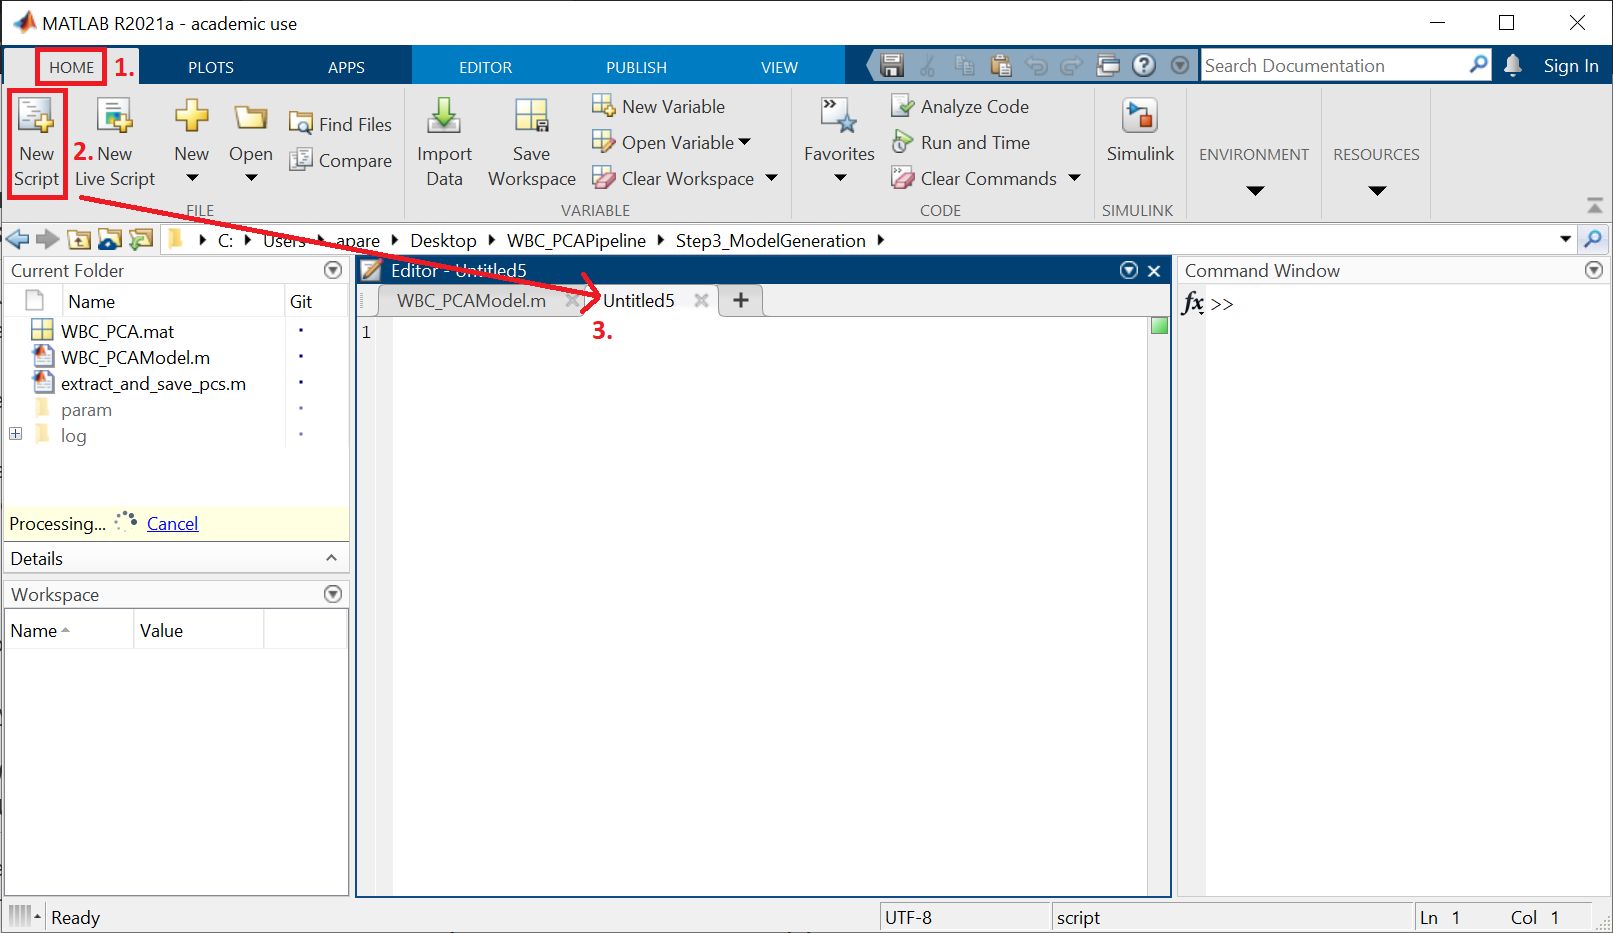 MATLAB R2021a - academic use
HOME 1. PLOTS APPS EDITOR PUBLISH VIEW Search Documentation Sign In
New Script
2. New Live Script
New
Open
Find Files
Compare
FILE
Import Data
Save Workspace
New Variable
Open Variable
Clear Workspace
VARIABLE
Favorites
Analyze Code
Run and Time
Clear Commands
CODE
Simulink
SIMULINK
ENVIRONMENT
RESOURCES
C: Users apare Desktop WBC_PCAPipeline Step3_ModelGeneration
Current Folder
Name Git
WBC_PCA.mat
WBC_PCAModel.m
extract_and_save_pcs.m
param
log
Processing... Cancel
Details
Workspace
Name Value
Editor - Untitled5
WBC_PCAModel.m Untitled5
3.
1
Command Window
fx >>
Ready UTF-8 script Ln 1 Col 1